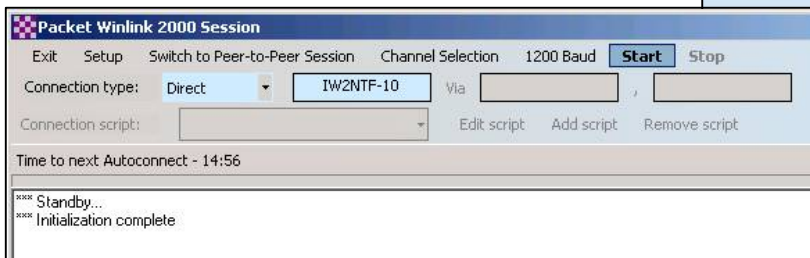 Packet Winlink 2000 Session
Exit Setup Switch to Peer-to-Peer Session Channel Selection 1200 Baud Start Stop
Connection type: Direct IW2NTF-10 Via ,
Connection script: Edit script Add script Remove script
Time to next Autoconnect - 14:56
*** Standby...
*** Initialization complete